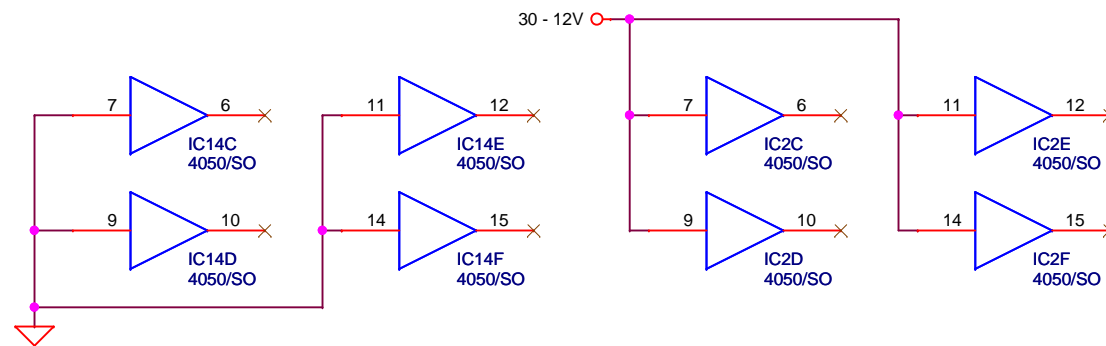 30 - 12V
7 6
IC14C
4050/SO
11 12
IC14E
4050/SO
7 6
IC2C
4050/SO
11 12
IC2E
4050/SO
9 10
IC14D
4050/SO
14 15
IC14F
4050/SO
9 10
IC2D
4050/SO
14 15
IC2F
4050/SO